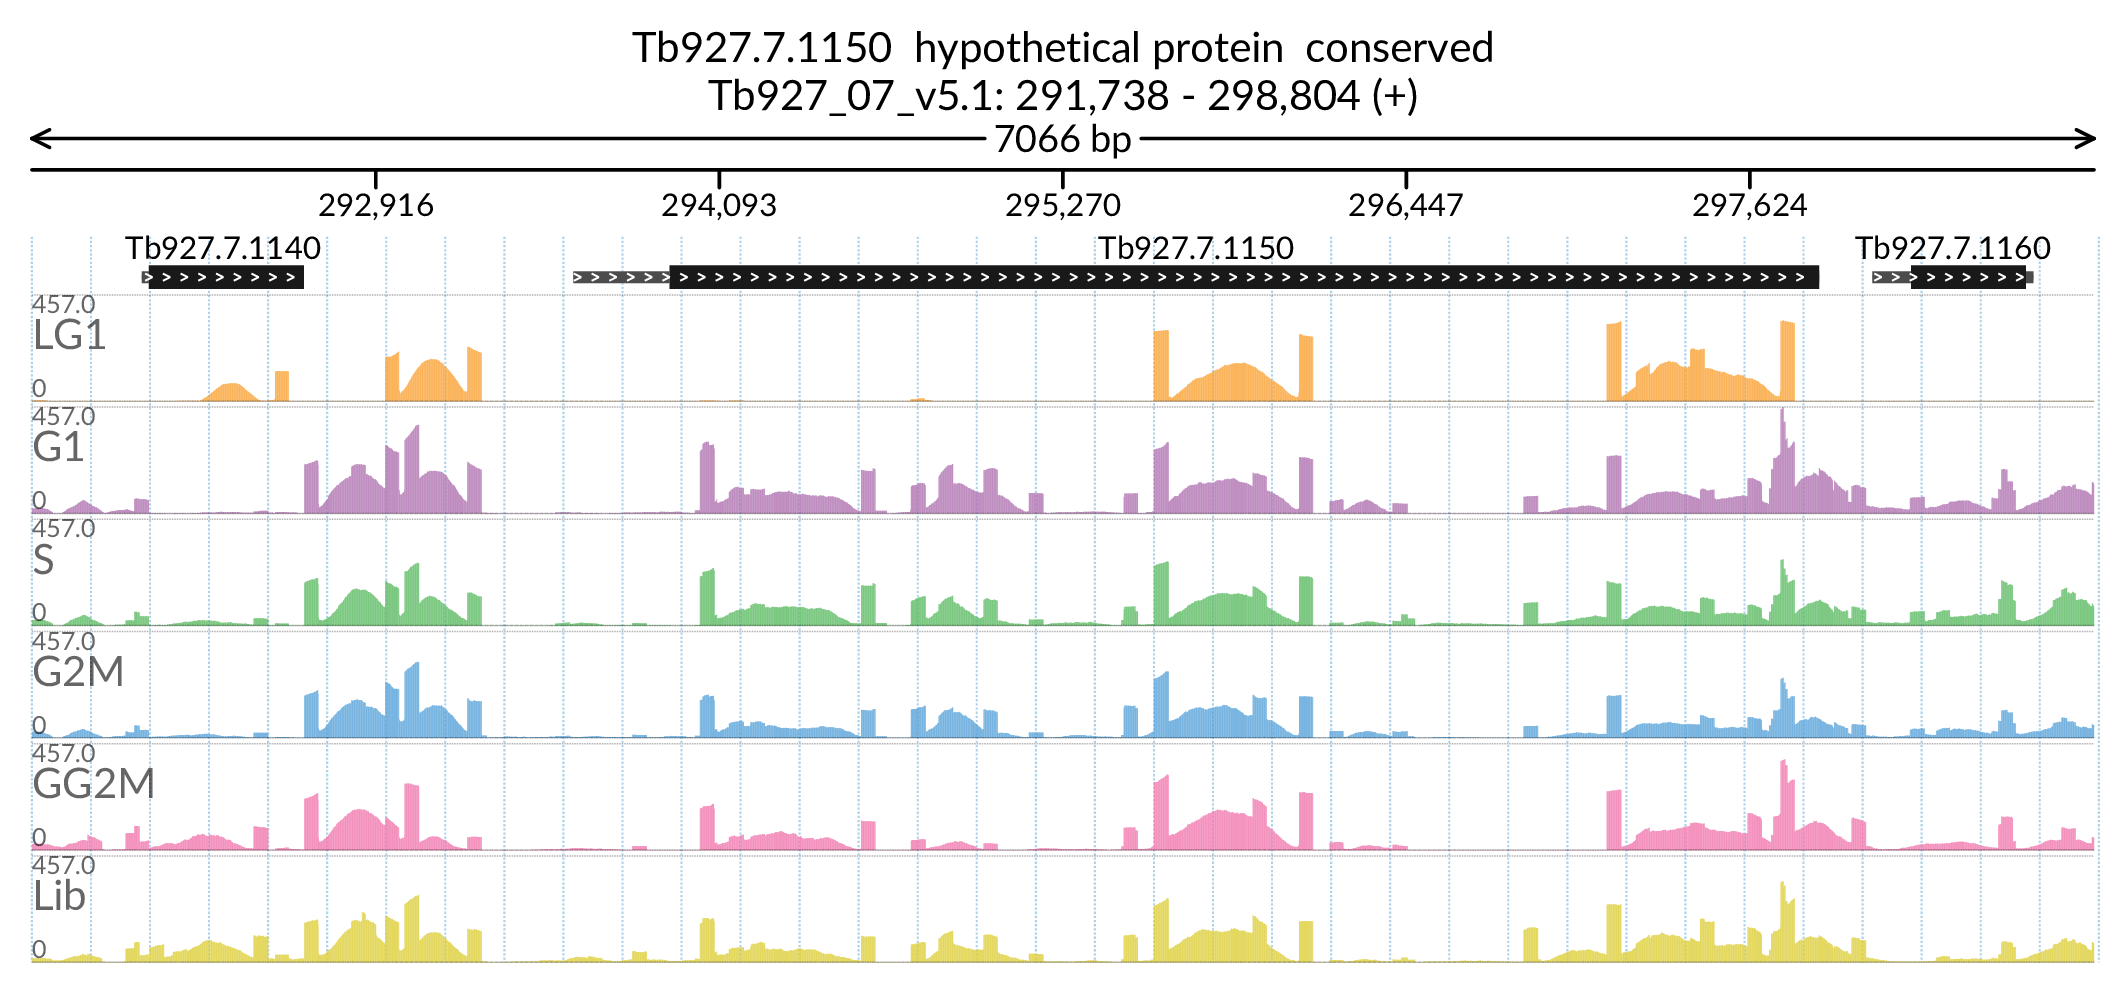 Tb927.7.1150  hypothetical protein  conserved
Tb927_07_v5.1: 291,738 - 298,804 (+)
7066 bp
292,916 294,093 295,270 296,447 297,624
Tb927.7.1140 Tb927.7.1150 Tb927.7.1160
457.0
LG1
0
457.0
G1
0
457.0
S
0
457.0
G2M
0
457.0
GG2M
0
457.0
Lib
0